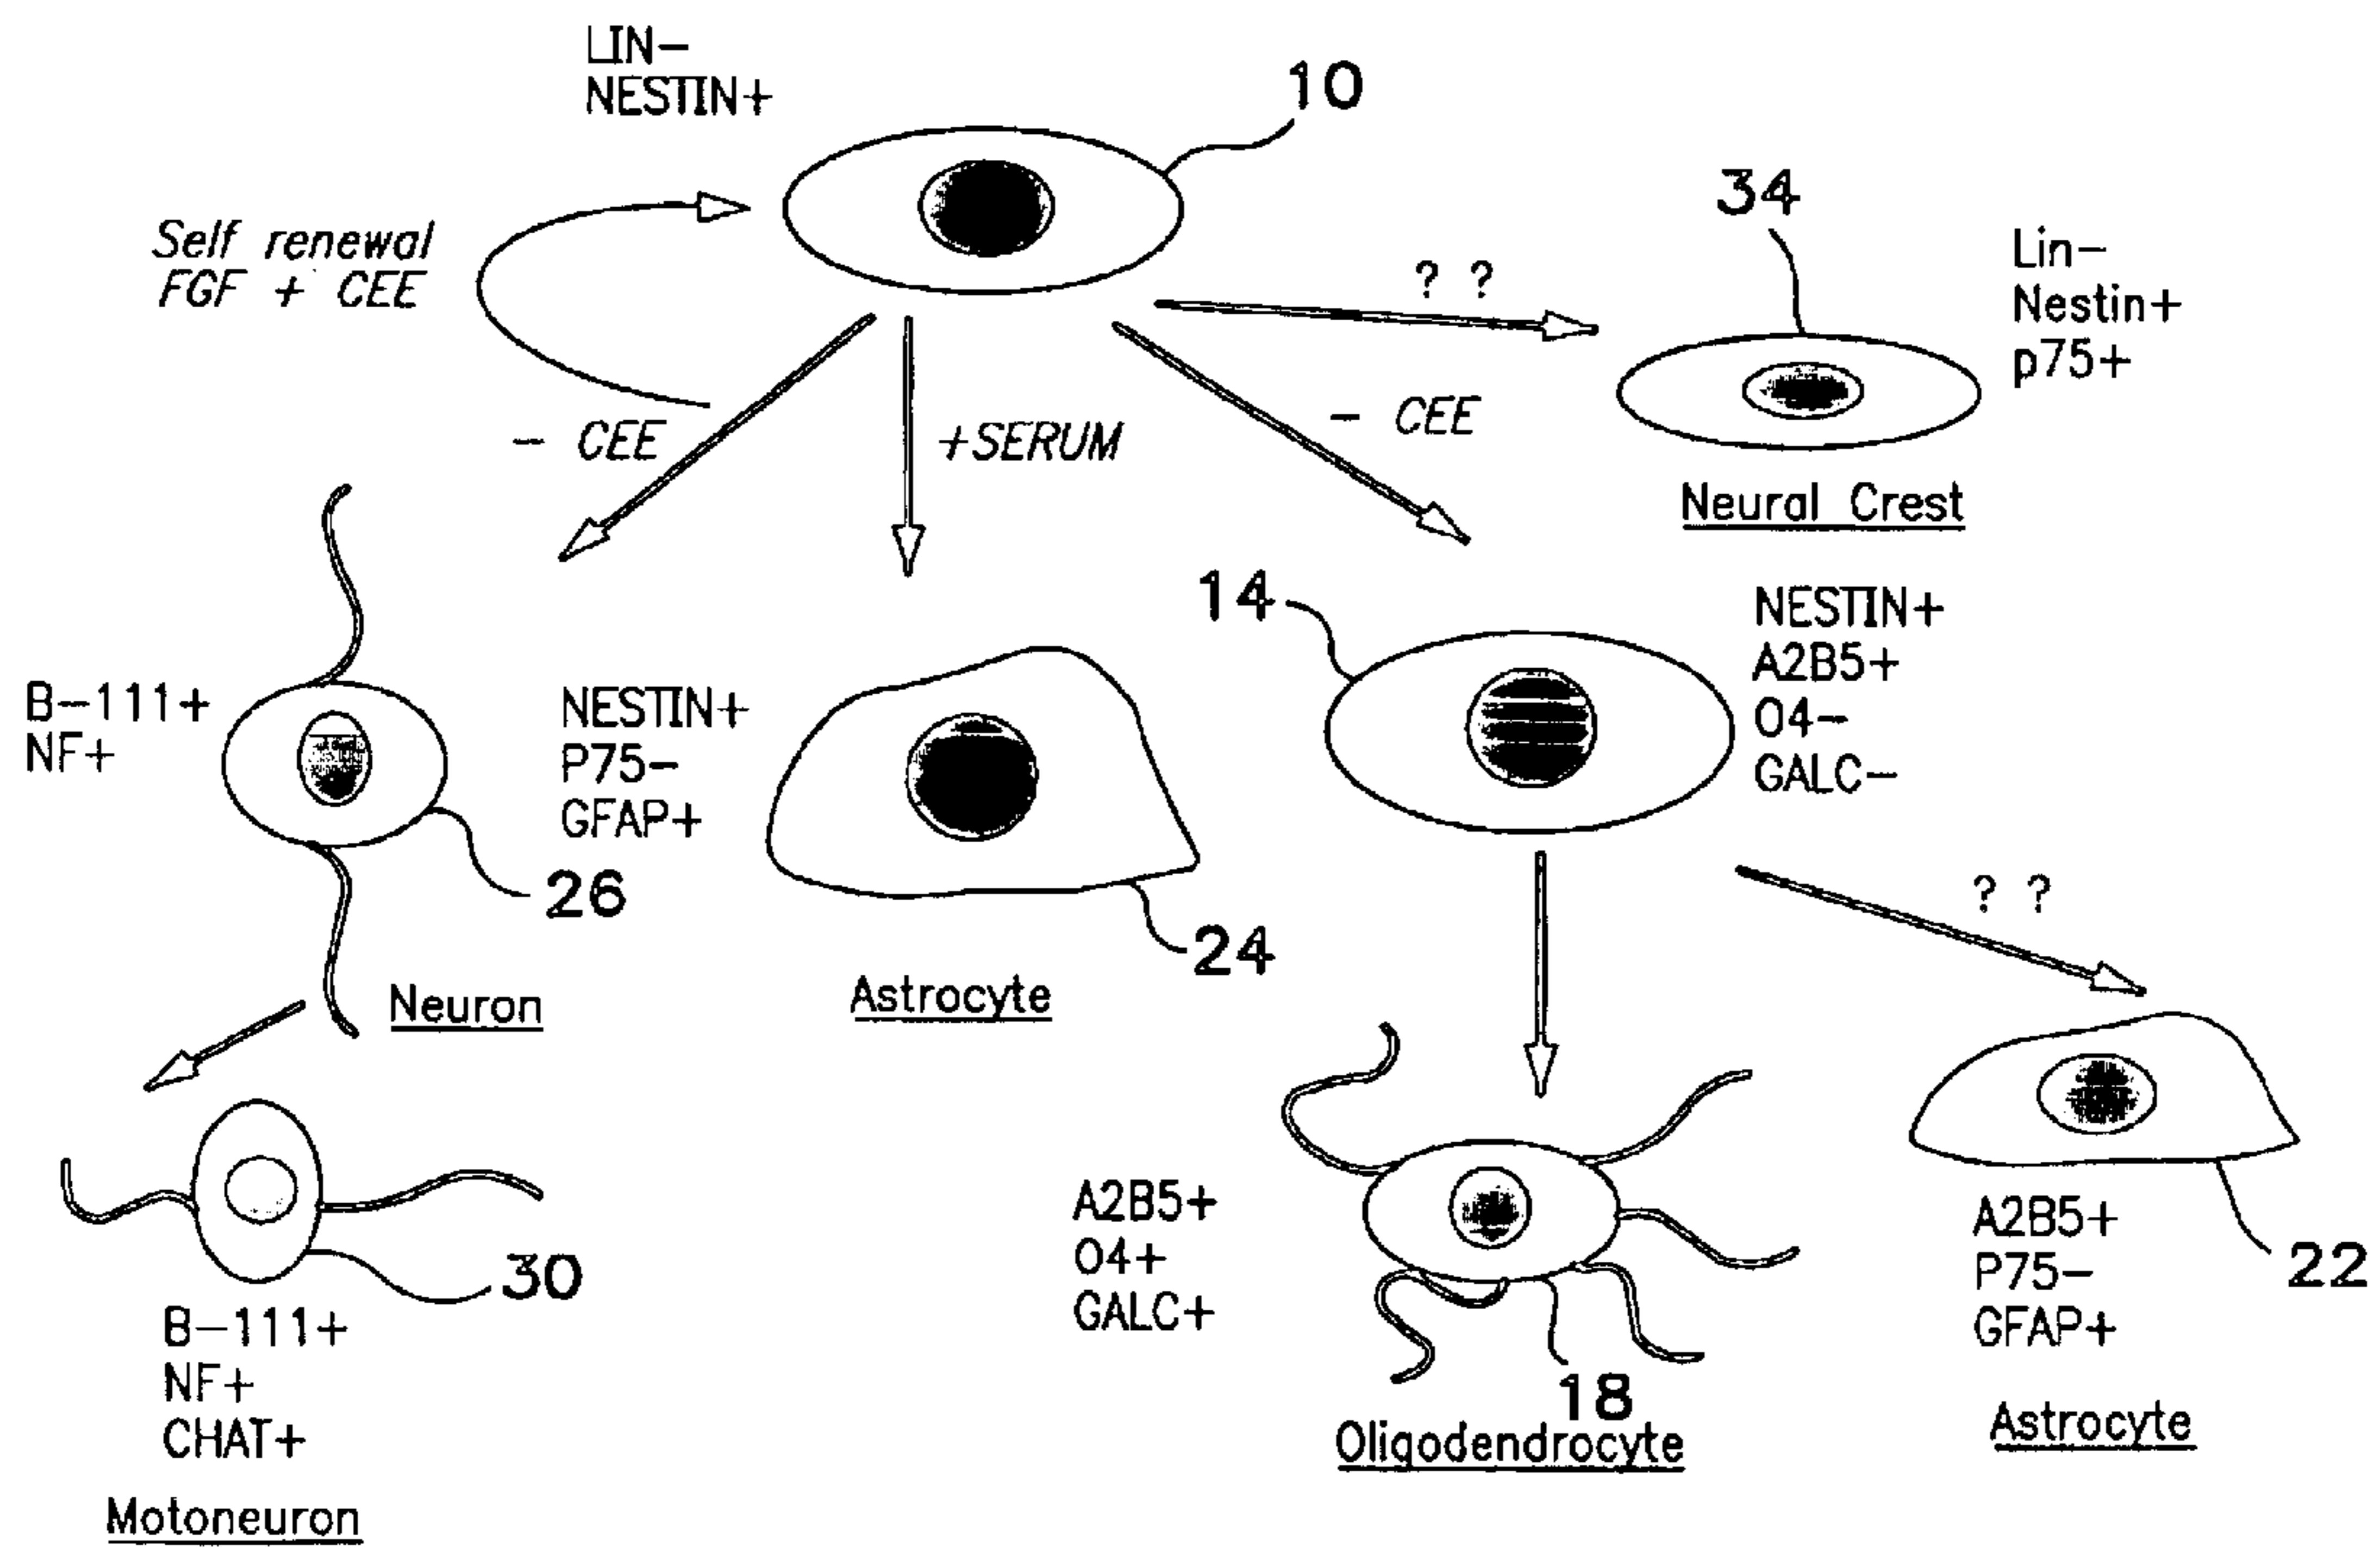 LIN-
NESTIN+
10
34
Self renewal
FGF + CEE
? ?
Lin-
Nestin+
p75+
- CEE
+SERUM
- CEE
Neural Crest
14
NESTIN+
A2B5+
O4-
GALC-
B-111+
NF+
NESTIN+
P75-
GFAP+
26
24
? ?
Neuron
Astrocyte
A2B5+
O4+
GALC+
A2B5+
P75-
GFAP+
22
30
B-111+
NF+
CHAT+
18
Oligodendrocyte
Astrocyte
Motoneuron